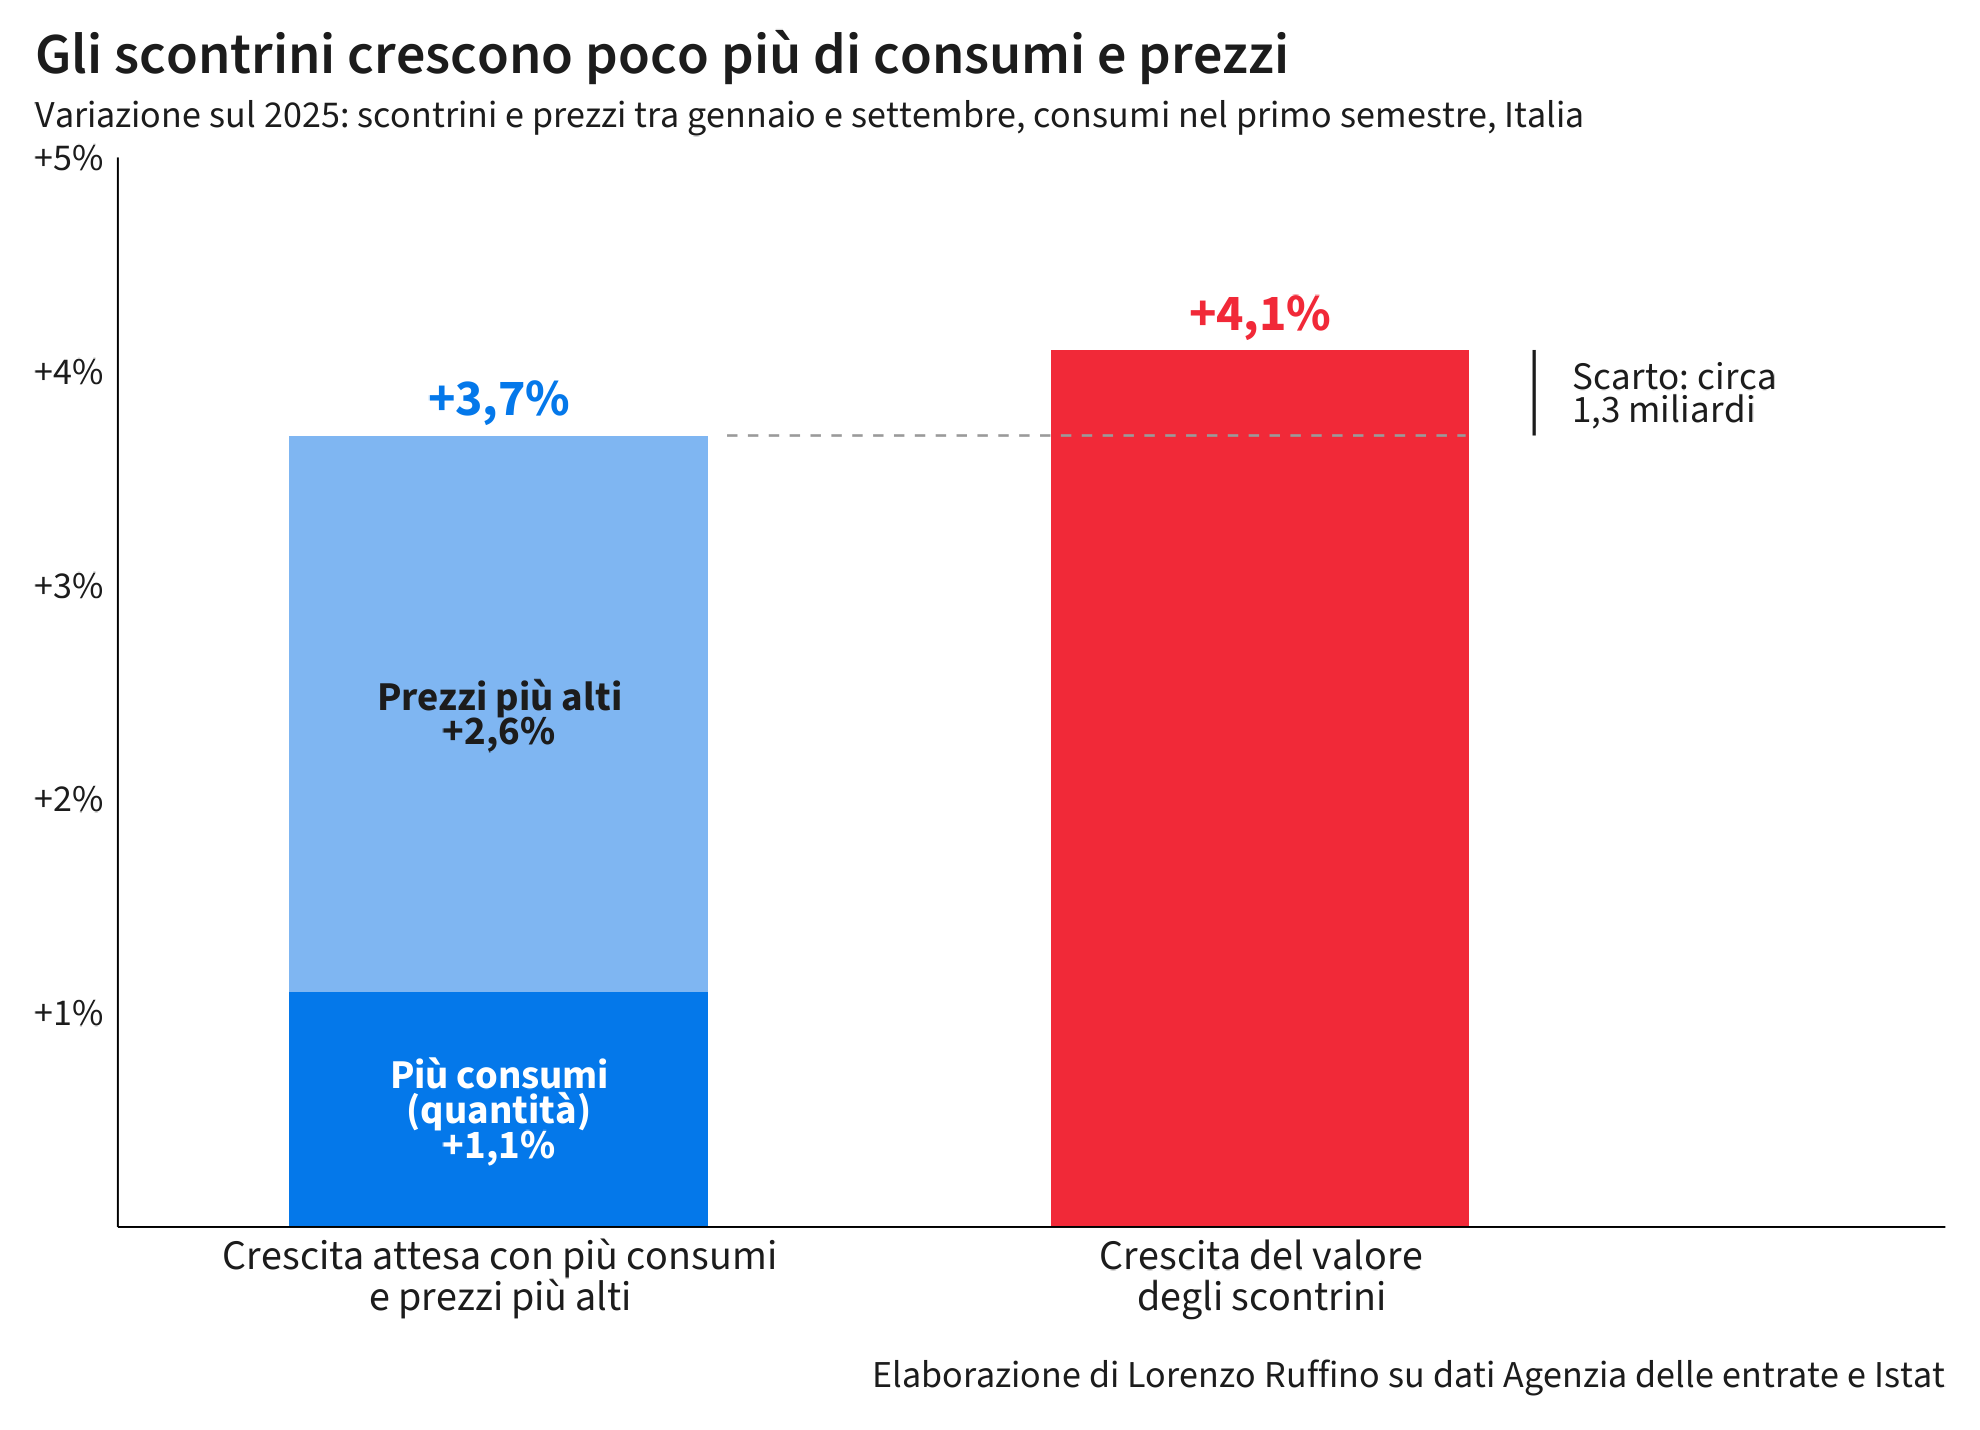 Gli scontrini crescono poco più di consumi e prezzi
Variazione sul 2025: scontrini e prezzi tra gennaio e settembre, consumi nel primo semestre, Italia
+5%
+4%
+3%
+2%
+1%
+3,7%
Prezzi più alti
+2,6%
Più consumi
(quantità)
+1,1%
+4,1%
Scarto: circa
1,3 miliardi
Crescita attesa con più consumi
e prezzi più alti
Crescita del valore
degli scontrini
Elaborazione di Lorenzo Ruffino su dati Agenzia delle entrate e Istat